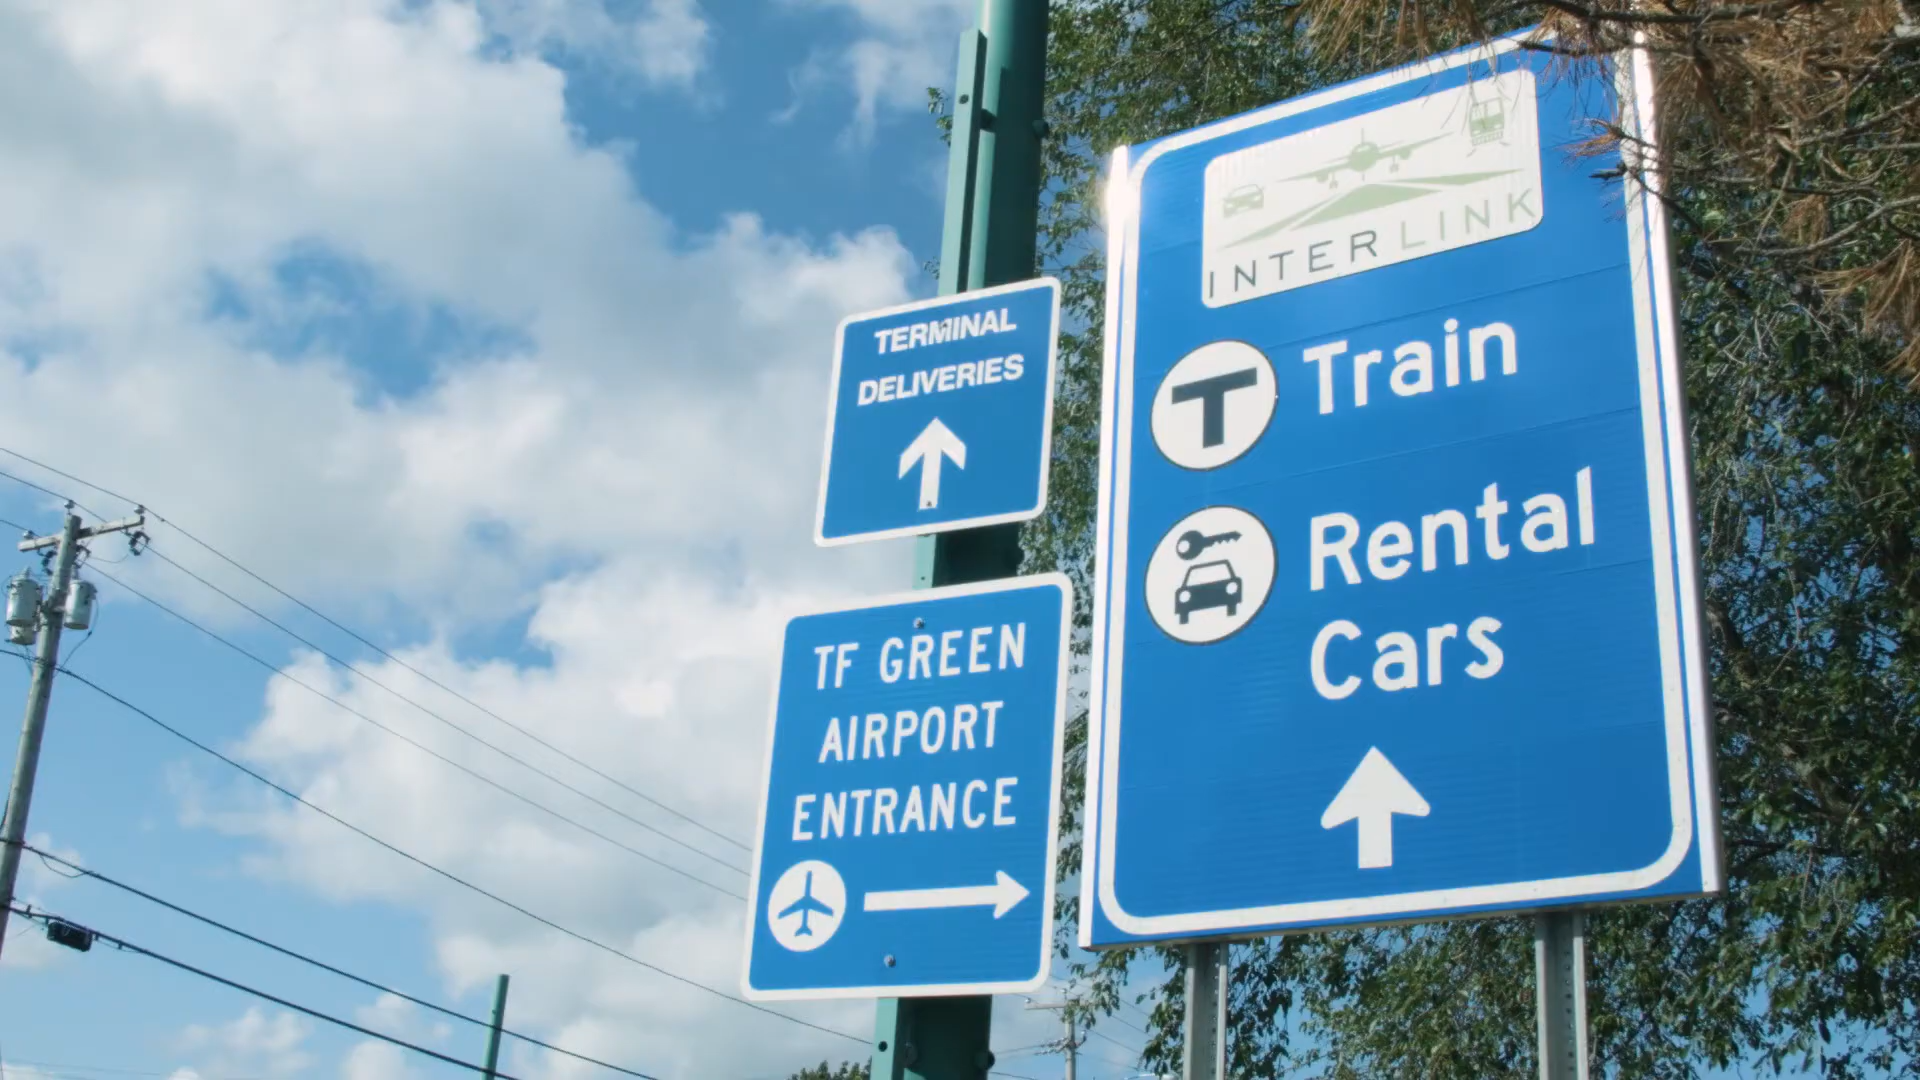 TERMINAL
DELIVERIES
TF GREEN
AIRPORT
ENTRANCE
INTERLINK
T Train
Rental
Cars